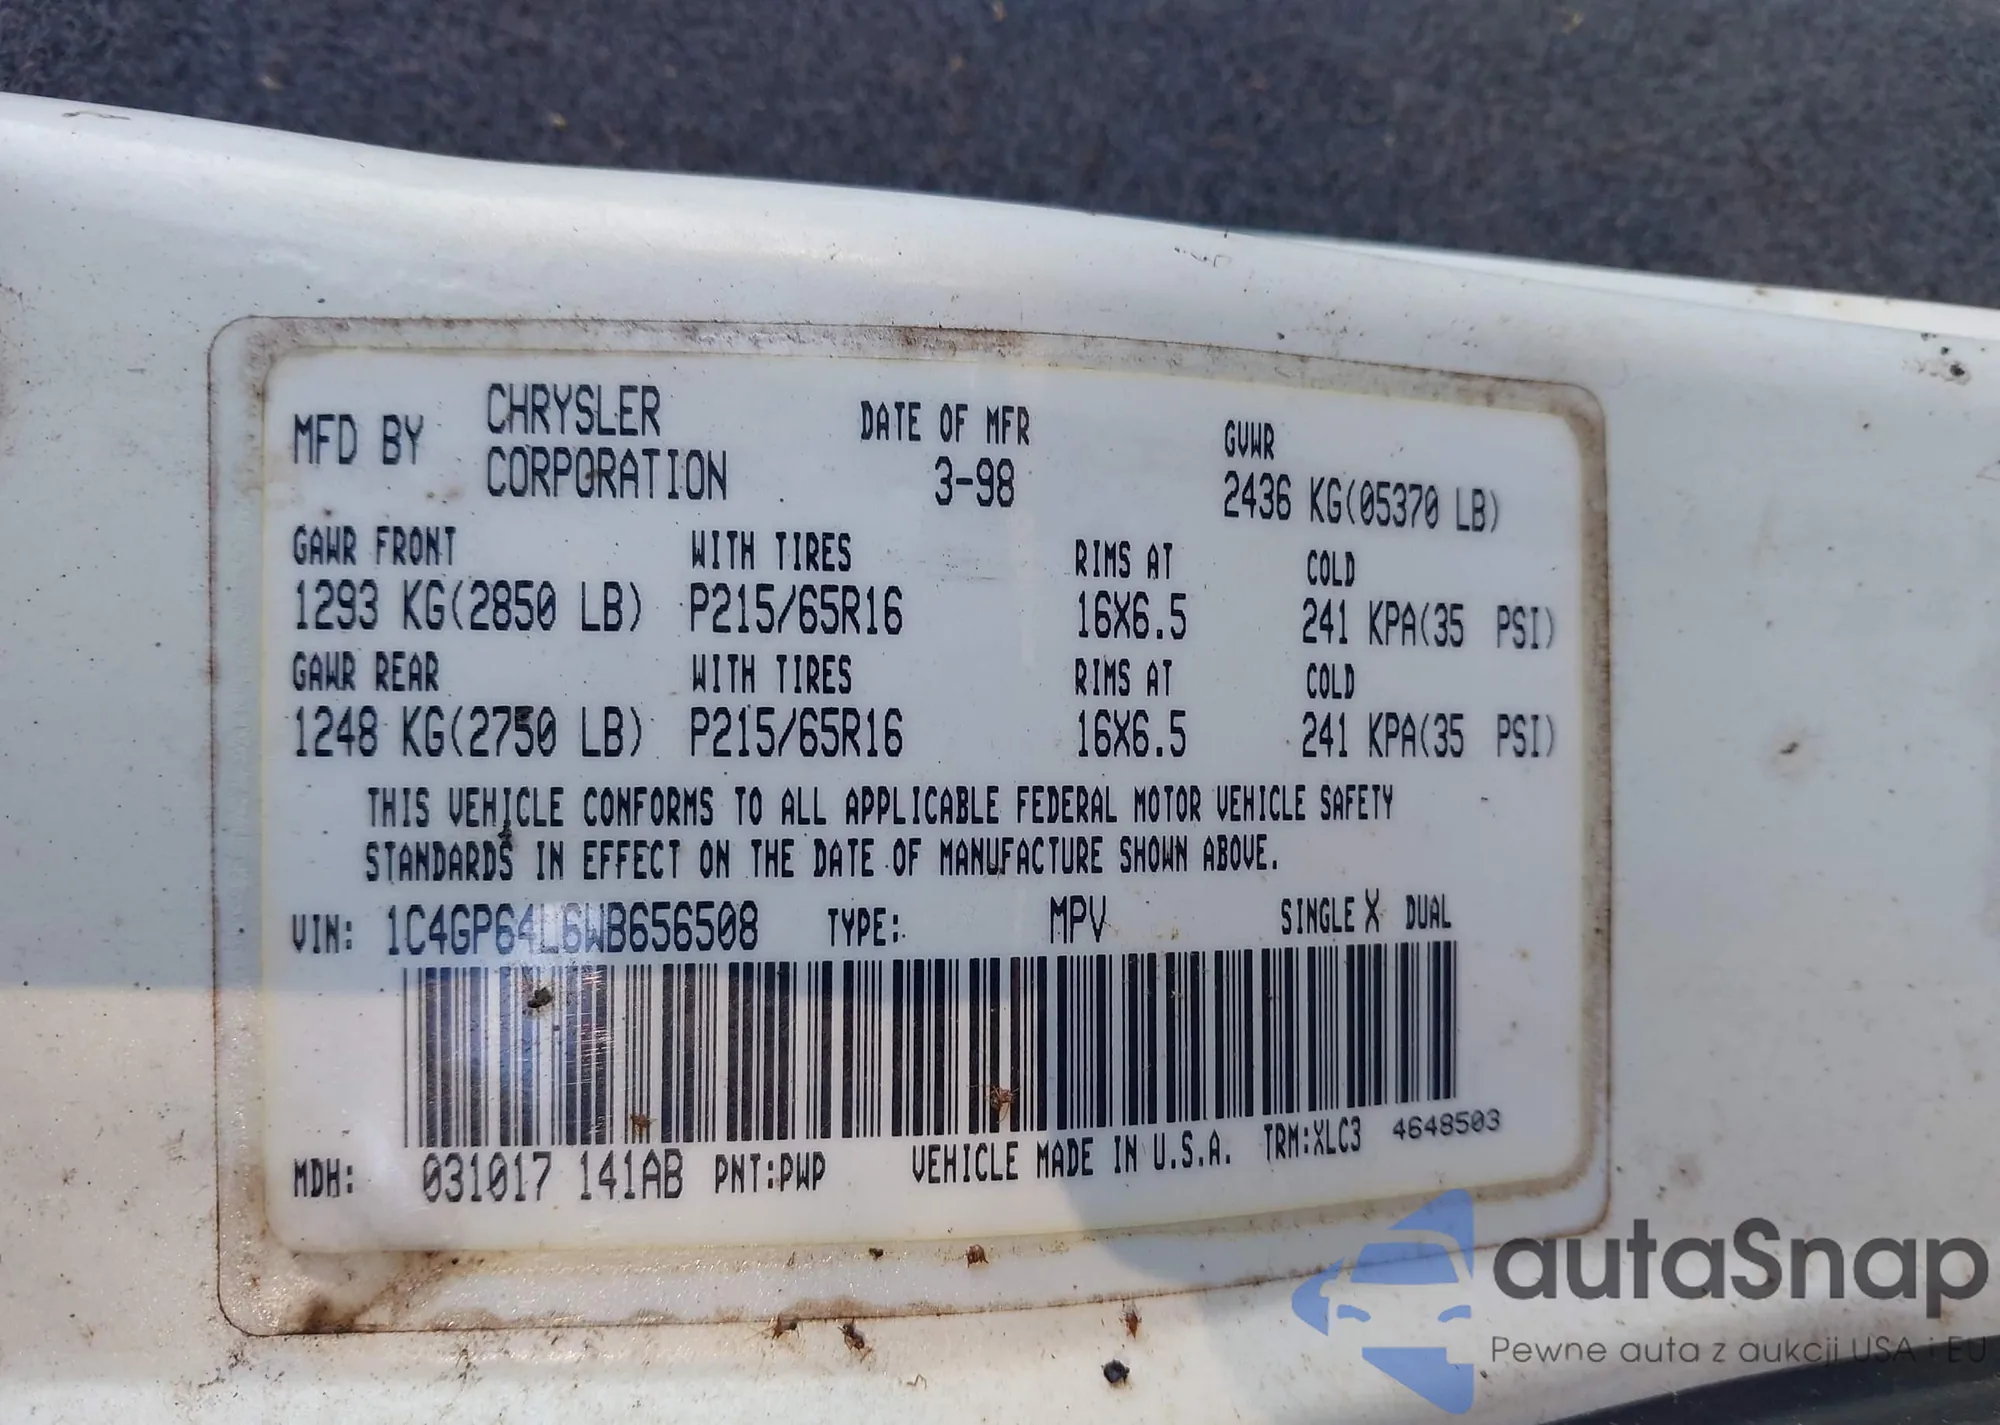 MFD BY CHRYSLER CORPORATION DATE OF MFR 3-98 GVWR 2436 KG(05370 LB)
GAWR FRONT WITH TIRES RIMS AT COLD
1293 KG(2850 LB) P215/65R16 16X6.5 241 KPA(35 PSI)
GAWR REAR WITH TIRES RIMS AT COLD
1248 KG(2750 LB) P215/65R16 16X6.5 241 KPA(35 PSI)
THIS VEHICLE CONFORMS TO ALL APPLICABLE FEDERAL MOTOR VEHICLE SAFETY
STANDARDS IN EFFECT ON THE DATE OF MANUFACTURE SHOWN ABOVE.
VIN: 1C4GP64L6WB656508 TYPE: MPV SINGLE X DUAL
MDH: 031017 141AB PNT:PWP VEHICLE MADE IN U.S.A. TRM:XLC3 4648503
autaSnap
Pewne auta z aukcji USA i EU